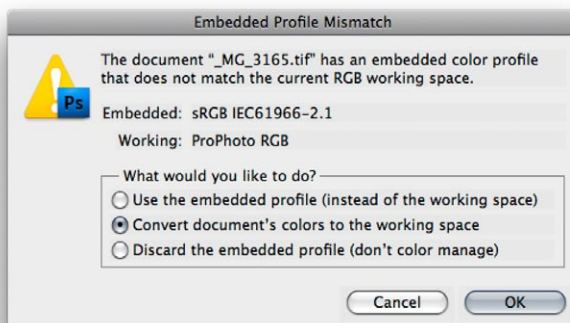 Embedded Profile Mismatch
The document “_MG_3165.tif” has an embedded color profile
that does not match the current RGB working space.
Ps
Embedded: sRGB IEC61966-2.1
Working: ProPhoto RGB
What would you like to do?
Use the embedded profile (instead of the working space)
Convert document's colors to the working space
Discard the embedded profile (don't color manage)
Cancel OK